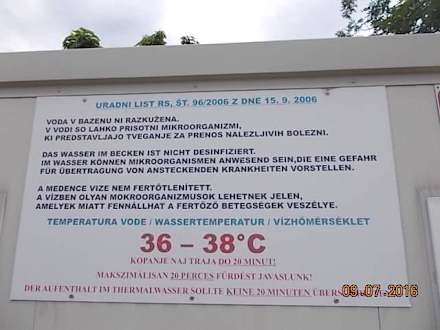 URADNI LIST RS, ŠT. 96/2006 Z DNE 15. 9. 2006
VODA V BAZENU NI RAZKUŽENA.
V VODI SO LAHKO PRISOTNI MIKROORGANIZMI,
KI PREDSTAVLJAJO TVEGANJE ZA PRENOS NALEZLJIVIH BOLEZNI.
DAS WASSER IM BECKEN IST NICHT DESINFIZIERT.
IM WASSER KÖNNEN MIKROORGANISMEN ANWESEND SEIN,DIE EINE GEFAHR
FÜR ÜBERTRAGUNG VON ANSTECKENDEN KRANKHEITEN VORSTELLEN.
A MEDENCE VIZE NEM FERTŐTLENÍTETT.
A VÍZBEN OLYAN MOKROORGANIZMUSOK LEHETNEK JELEN,
AMELYEK MIATT FENNÁLLHAT A FERTŐZŐ BETEGSÉGEK VESZÉLYE.
TEMPERATURA VODE / WASSERTEMPERATUR / VÍZHŐMÉRSÉKLET
36 – 38°C
KOPANJE NAJ TRAJA DO 20 MINUT!
MAKSZIMALISAN 20 PERCES FÜRDÉST JAVASLUNK!
DER AUFENTHALT IM THERMALWASSER SOLLTE KEINE 20 MINUTEN
09-07-2016